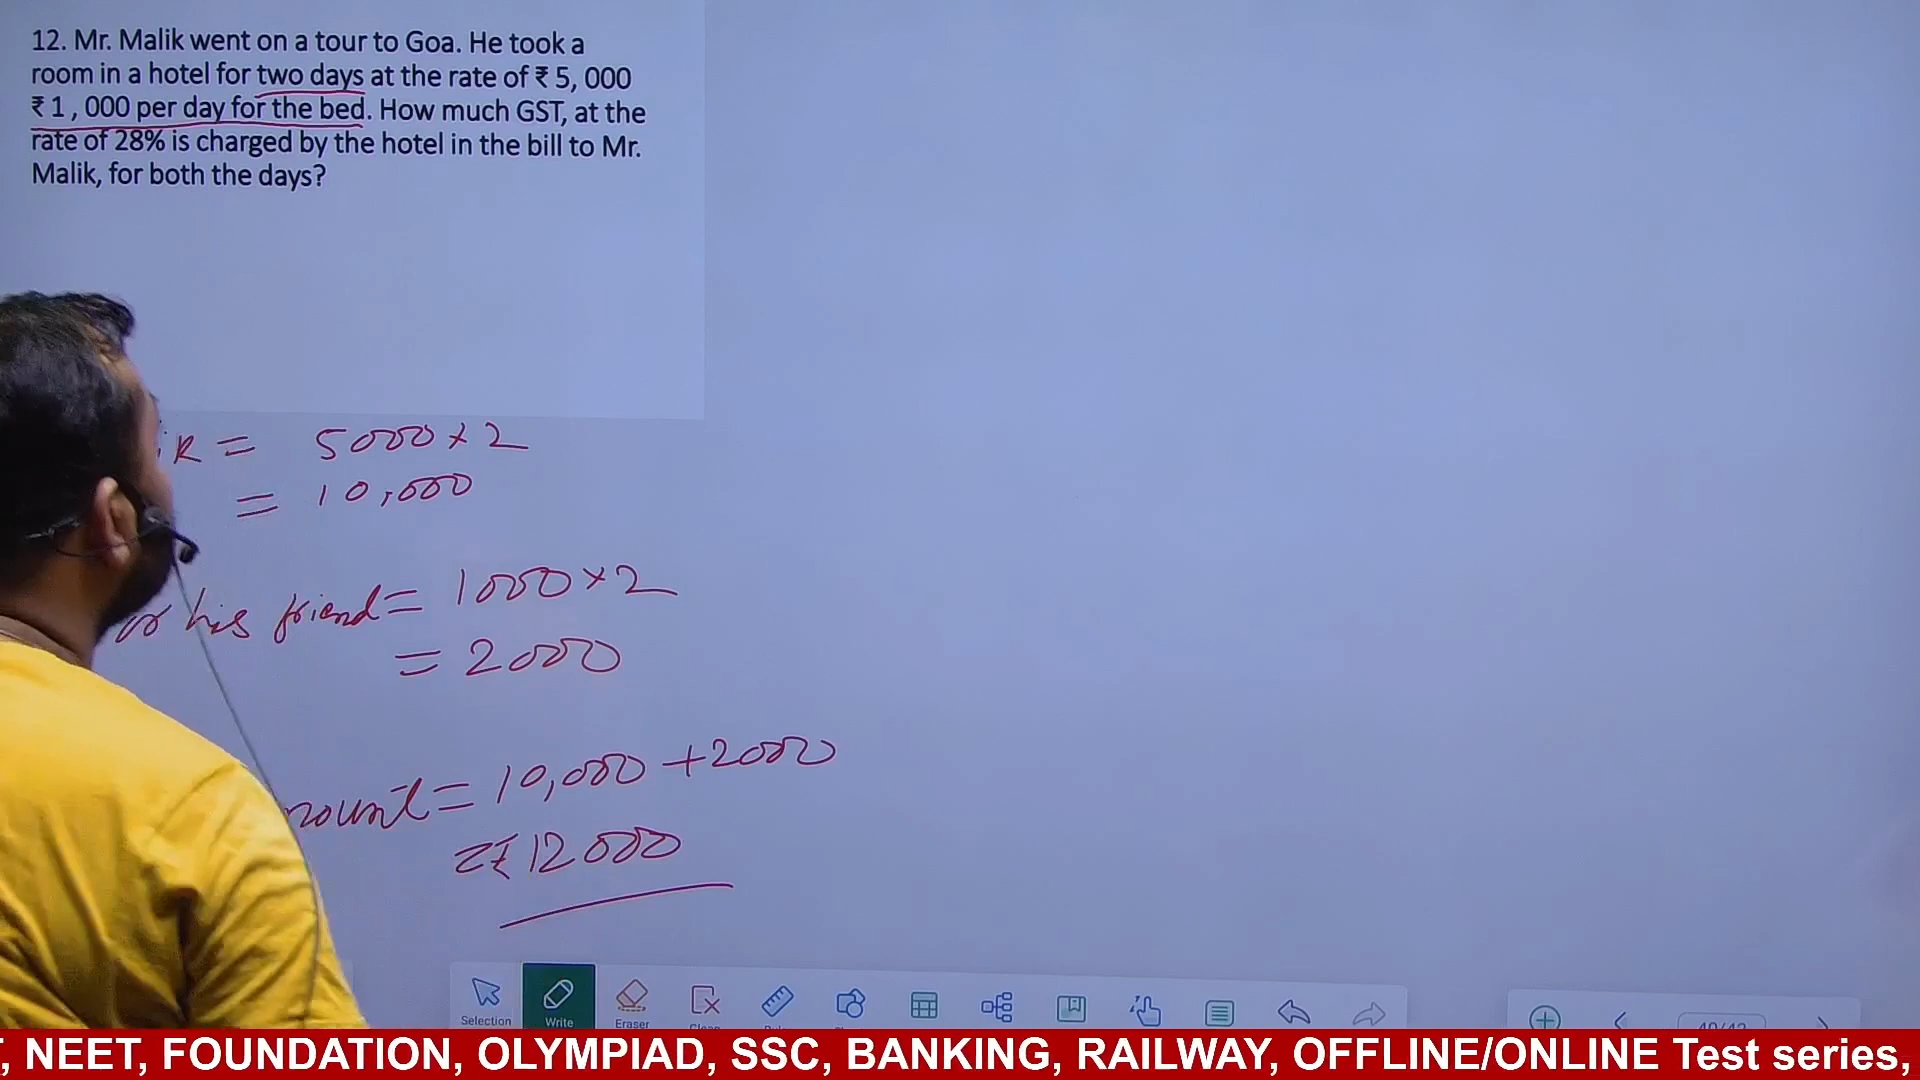 12. Mr. Malik went on a tour to Goa. He took a
room in a hotel for two days at the rate of ₹ 5, 000
₹ 1 , 000 per day for the bed. How much GST, at the
rate of 28% is charged by the hotel in the bill to Mr.
Malik, for both the days?
R = 5000 × 2
= 10,000
his friend = 1000 × 2
= 2000
mount = 10,000 + 2000
= ₹ 12000
Selection
Write
Eraser
NEET, FOUNDATION, OLYMPIAD, SSC, BANKING, RAILWAY, OFFLINE/ONLINE Test series,